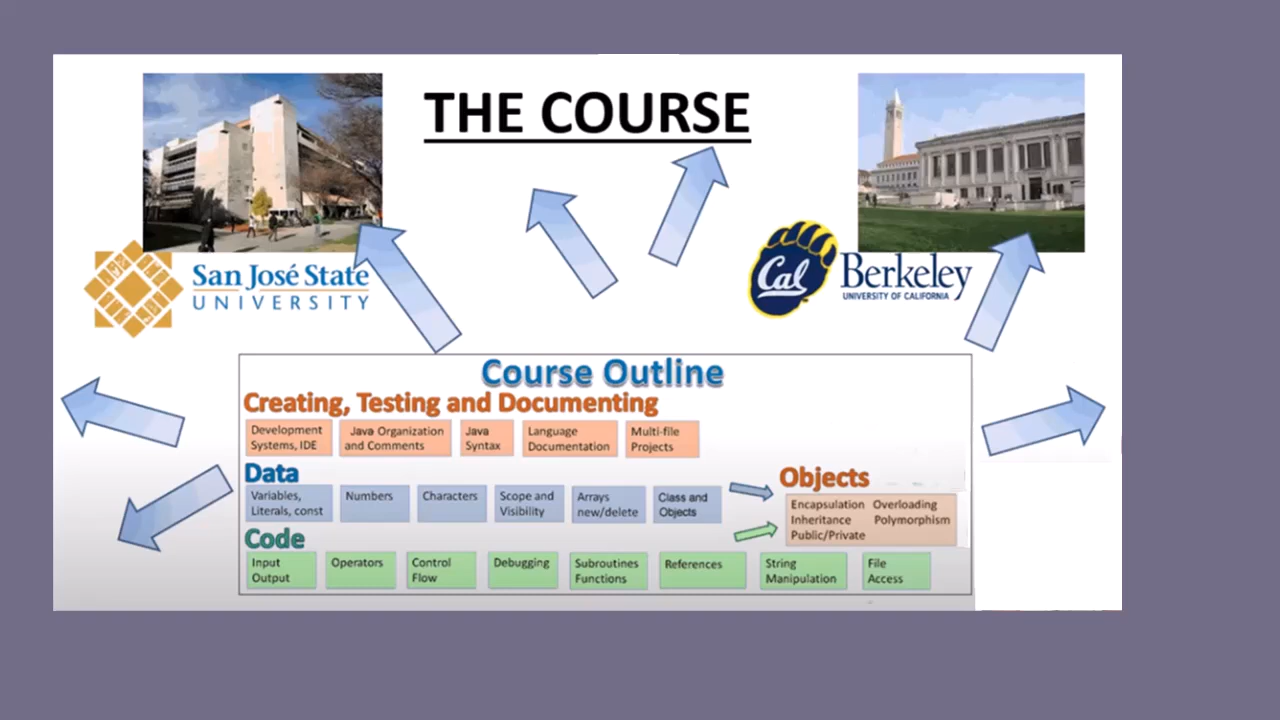 THE COURSE
San José State
UNIVERSITY
Cal
Berkeley
UNIVERSITY OF CALIFORNIA
Course Outline
Creating, Testing and Documenting
Development
Systems, IDE
Java Organization
and Comments
Java
Syntax
Language
Documentation
Multi-file
Projects
Data
Variables,
Literals, const
Numbers
Characters
Scope and
Visibility
Arrays
new/delete
Class and
Objects
Objects
Encapsulation Overloading
Inheritance Polymorphism
Public/Private
Code
Input
Output
Operators
Control
Flow
Debugging
Subroutines
Functions
References
String
Manipulation
File
Access